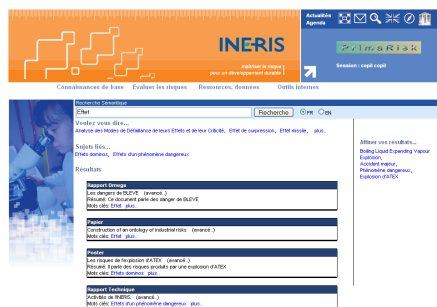 Actualités
Agenda
INERIS
maîtriser le risque
pour un développement durable
PrimaRisk
Session : copil copil
Connaissances de base Evaluer les risques Ressources, données Outils internes
Recherche Sémantique
Effet Recherche FR EN
Voulez vous dire...
Analyse des Modes de Défaillance de leurs Effets et de leur Criticité, Effet de surpression, Effet missile, plus..
Sujets liés...
Effets dominos, Effets d'un phénomène dangereux
Résultats
Affiner vos résultats...
Boiling Liquid Expanding Vapour
Explosion,
Accident majeur,
Phénomène dangereux,
Explosion d'ATEX
Rapport Omega
Les dangers de BLEVE (avancé..)
Résumé: Ce document parle des danger de BLEVE
Mots clés: Effet plus..
Papier
Construction of an ontology of industrial risks (avancé..)
Mots clés: Effet plus..
Poster
Les risques de l'explosion d'ATEX (avancé..)
Résumé: Il parle des risques produits par une explosion d'ATEX
Mots clés: Effets dominos plus..
Rapport Technique
Activités de l'INERIS (avancé..)
Mots clés: Effets d'un phénomène dangereux plus..